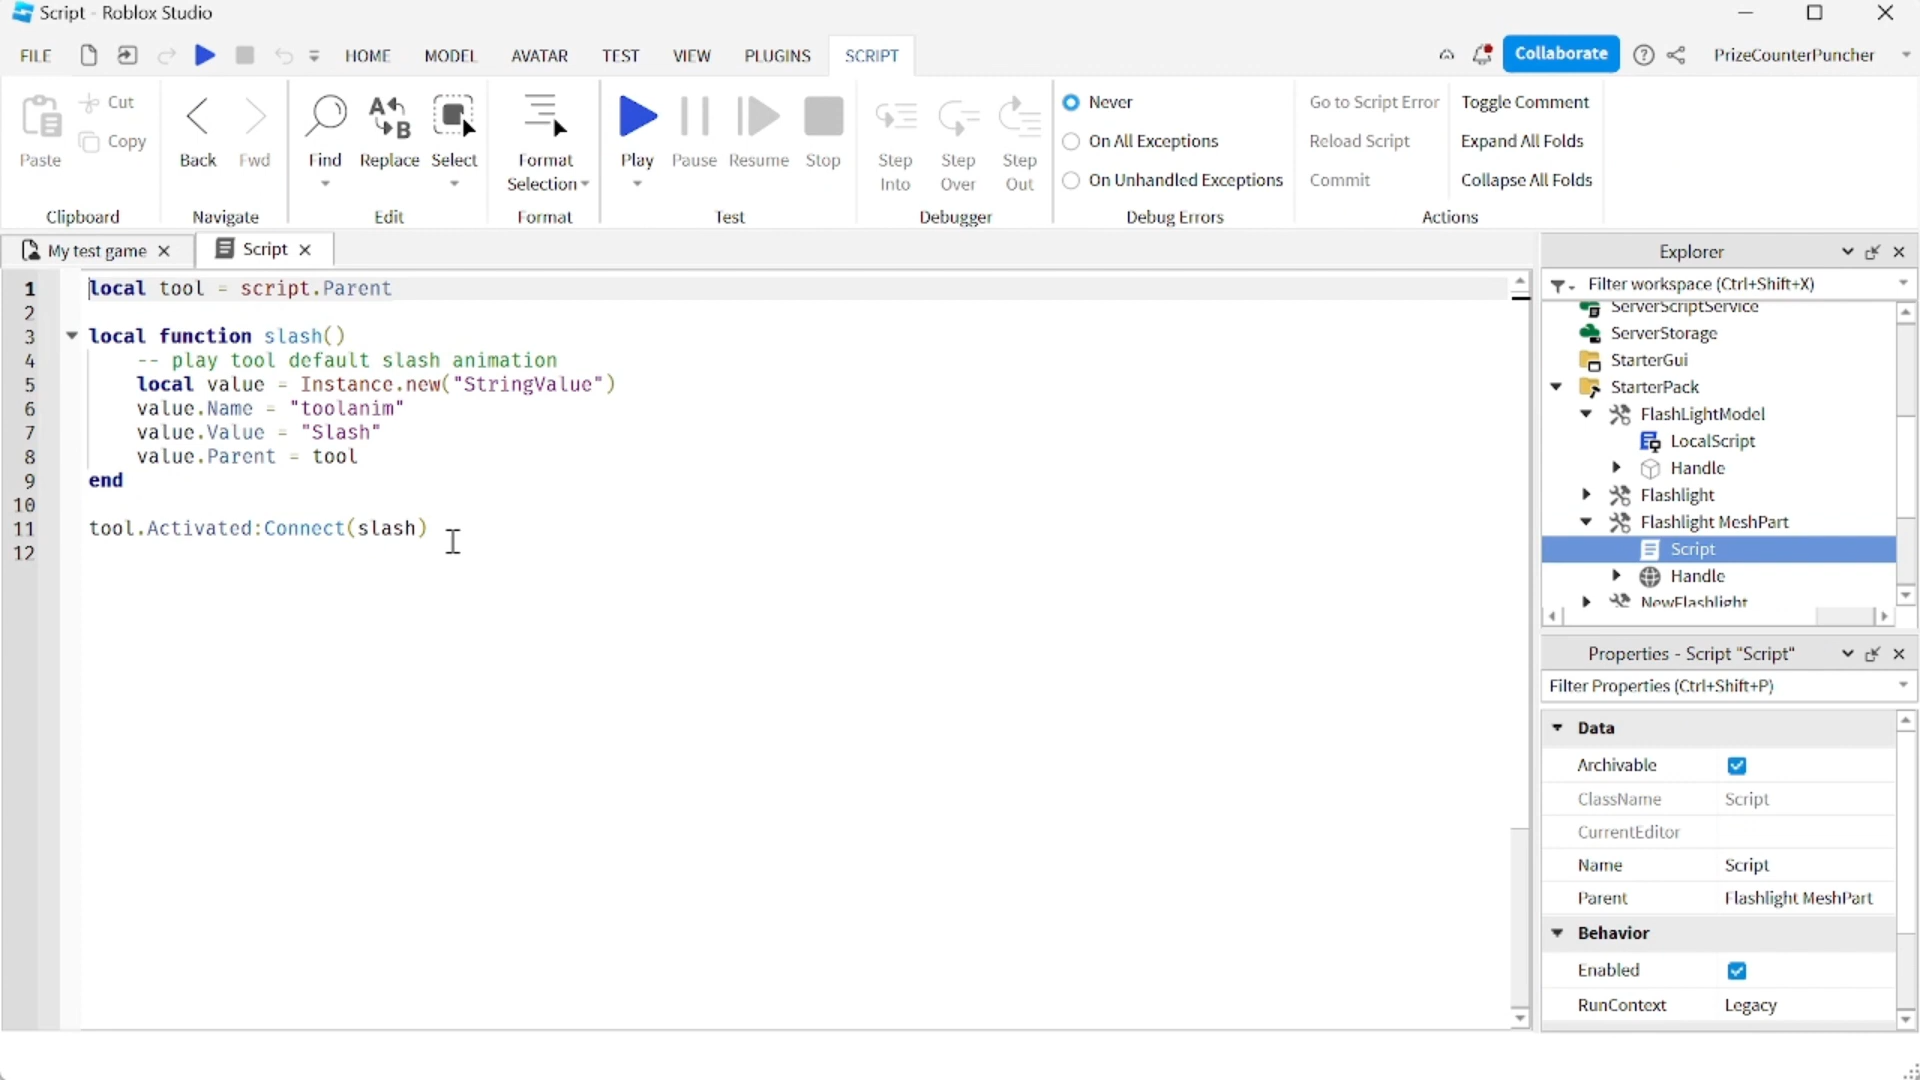 Script - Roblox Studio
FILE HOME MODEL AVATAR TEST VIEW PLUGINS SCRIPT Collaborate PrizeCounterPuncher
Paste Cut Copy Clipboard
Back Fwd Navigate
Find Replace Select Edit
Format Selection Format
Play Pause Resume Stop Test
Step Into Step Over Step Out Debugger
Never
On All Exceptions
On Unhandled Exceptions
Debug Errors
Go to Script Error Toggle Comment
Reload Script Expand All Folds
Commit Collapse All Folds
Actions
My test game Script
1 local tool = script.Parent
2
3 local function slash()
4 -- play tool default slash animation
5 local value = Instance.new("StringValue")
6 value.Name = "toolanim"
7 value.Value = "Slash"
8 value.Parent = tool
9 end
10
11 tool.Activated:Connect(slash)
12
Explorer
Filter workspace (Ctrl+Shift+X)
ServerScriptService
ServerStorage
StarterGui
StarterPack
FlashLightModel
LocalScript
Handle
Flashlight
Flashlight MeshPart
Script
Handle
NewFlashlight
Properties - Script "Script"
Filter Properties (Ctrl+Shift+P)
Data
Archivable
ClassName Script
CurrentEditor
Name Script
Parent Flashlight MeshPart
Behavior
Enabled
RunContext Legacy